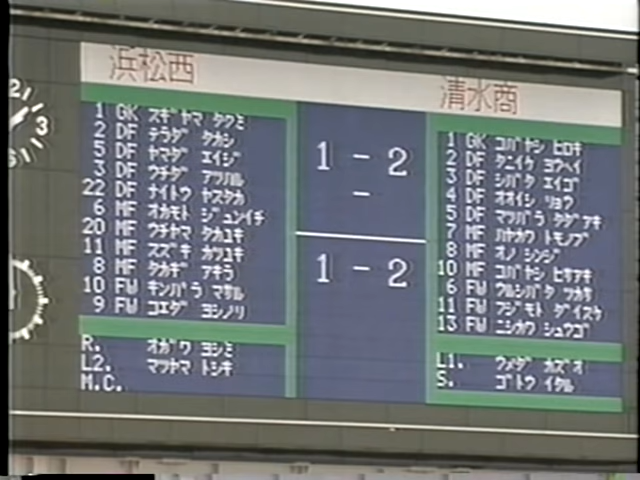 浜松西
1 GK スギヤマ タクミ
2 DF テラダ タカシ
5 DF ヤマダ エイジ
3 DF ウチダ アツハル
22 DF ナイトウ ヤスタカ
6 MF オカモト ジュンイチ
20 MF ウチヤマ タカユキ
11 MF スズキ カツユキ
8 MF タカギ アキラ
10 FW キンバラ マサル
9 FW コエダ ヨシノリ
R. オガワ ヨシミ
L2. マツヤマ トシキ
M.C.
1 - 2
-
1 - 2
清水商
1 GK コバヤシ ヒロキ
2 DF タニイケ ヨウヘイ
3 DF シバタ エイゴ
4 DF オオイシ リョウ
5 DF マツバラ タダアキ
7 MF ハヤカワ トモノブ
8 MF オノ シンジ
10 MF コバヤシ ヒサアキ
6 FW ウルシバタ ツカサ
11 FW フジモト ダイスケ
13 FW ニシカワ シュウゴ
L1. ウメダ カズオ
S. ゴトウ イタル
2
3